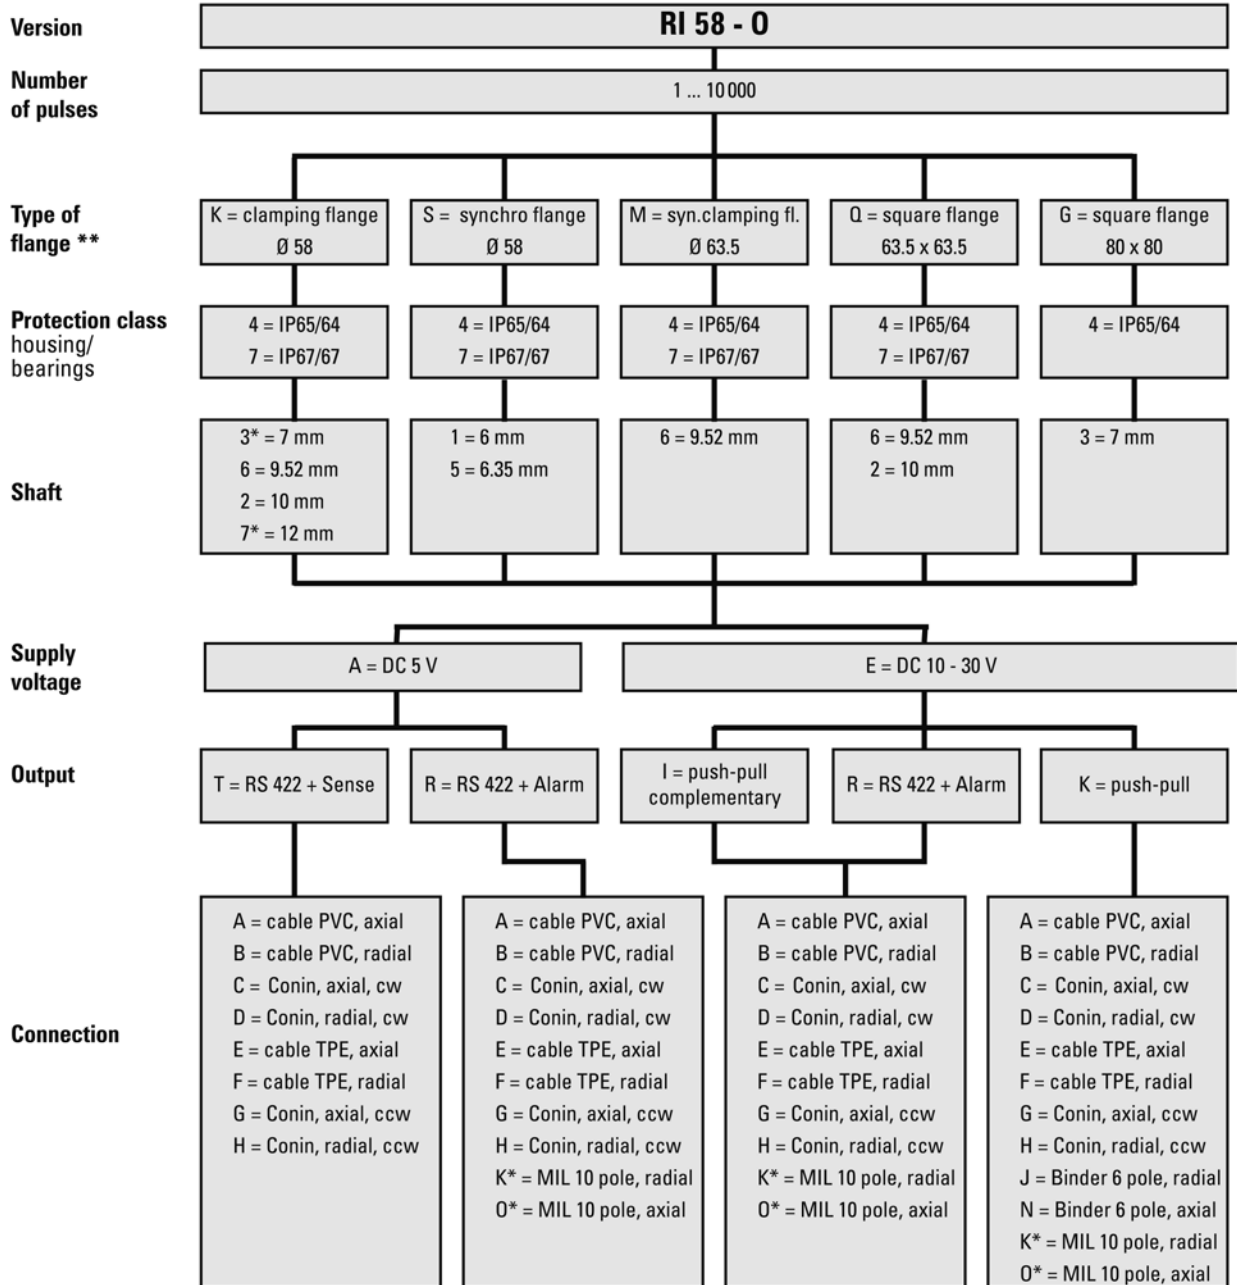 Version
RI 58 - O
Number
of pulses
1 ... 10 000
Type of
flange **
K = clamping flange
Ø 58
S = synchro flange
Ø 58
M = syn.clamping fl.
Ø 63.5
Q = square flange
63.5 x 63.5
G = square flange
80 x 80
Protection class
housing/
bearings
4 = IP65/64
7 = IP67/67
4 = IP65/64
7 = IP67/67
4 = IP65/64
7 = IP67/67
4 = IP65/64
7 = IP67/67
4 = IP65/64
Shaft
3* = 7 mm
6 = 9.52 mm
2 = 10 mm
7* = 12 mm
1 = 6 mm
5 = 6.35 mm
6 = 9.52 mm
6 = 9.52 mm
2 = 10 mm
3 = 7 mm
Supply
voltage
A = DC 5 V
E = DC 10 - 30 V
Output
T = RS 422 + Sense
R = RS 422 + Alarm
I = push-pull
complementary
R = RS 422 + Alarm
K = push-pull
Connection
A = cable PVC, axial
B = cable PVC, radial
C = Conin, axial, cw
D = Conin, radial, cw
E = cable TPE, axial
F = cable TPE, radial
G = Conin, axial, ccw
H = Conin, radial, ccw
A = cable PVC, axial
B = cable PVC, radial
C = Conin, axial, cw
D = Conin, radial, cw
E = cable TPE, axial
F = cable TPE, radial
G = Conin, axial, ccw
H = Conin, radial, ccw
K* = MIL 10 pole, radial
O* = MIL 10 pole, axial
A = cable PVC, axial
B = cable PVC, radial
C = Conin, axial, cw
D = Conin, radial, cw
E = cable TPE, axial
F = cable TPE, radial
G = Conin, axial, ccw
H = Conin, radial, ccw
K* = MIL 10 pole, radial
O* = MIL 10 pole, axial
A = cable PVC, axial
B = cable PVC, radial
C = Conin, axial, cw
D = Conin, radial, cw
E = cable TPE, axial
F = cable TPE, radial
G = Conin, axial, ccw
H = Conin, radial, ccw
J = Binder 6 pole, radial
N = Binder 6 pole, axial
K* = MIL 10 pole, radial
O* = MIL 10 pole, axial